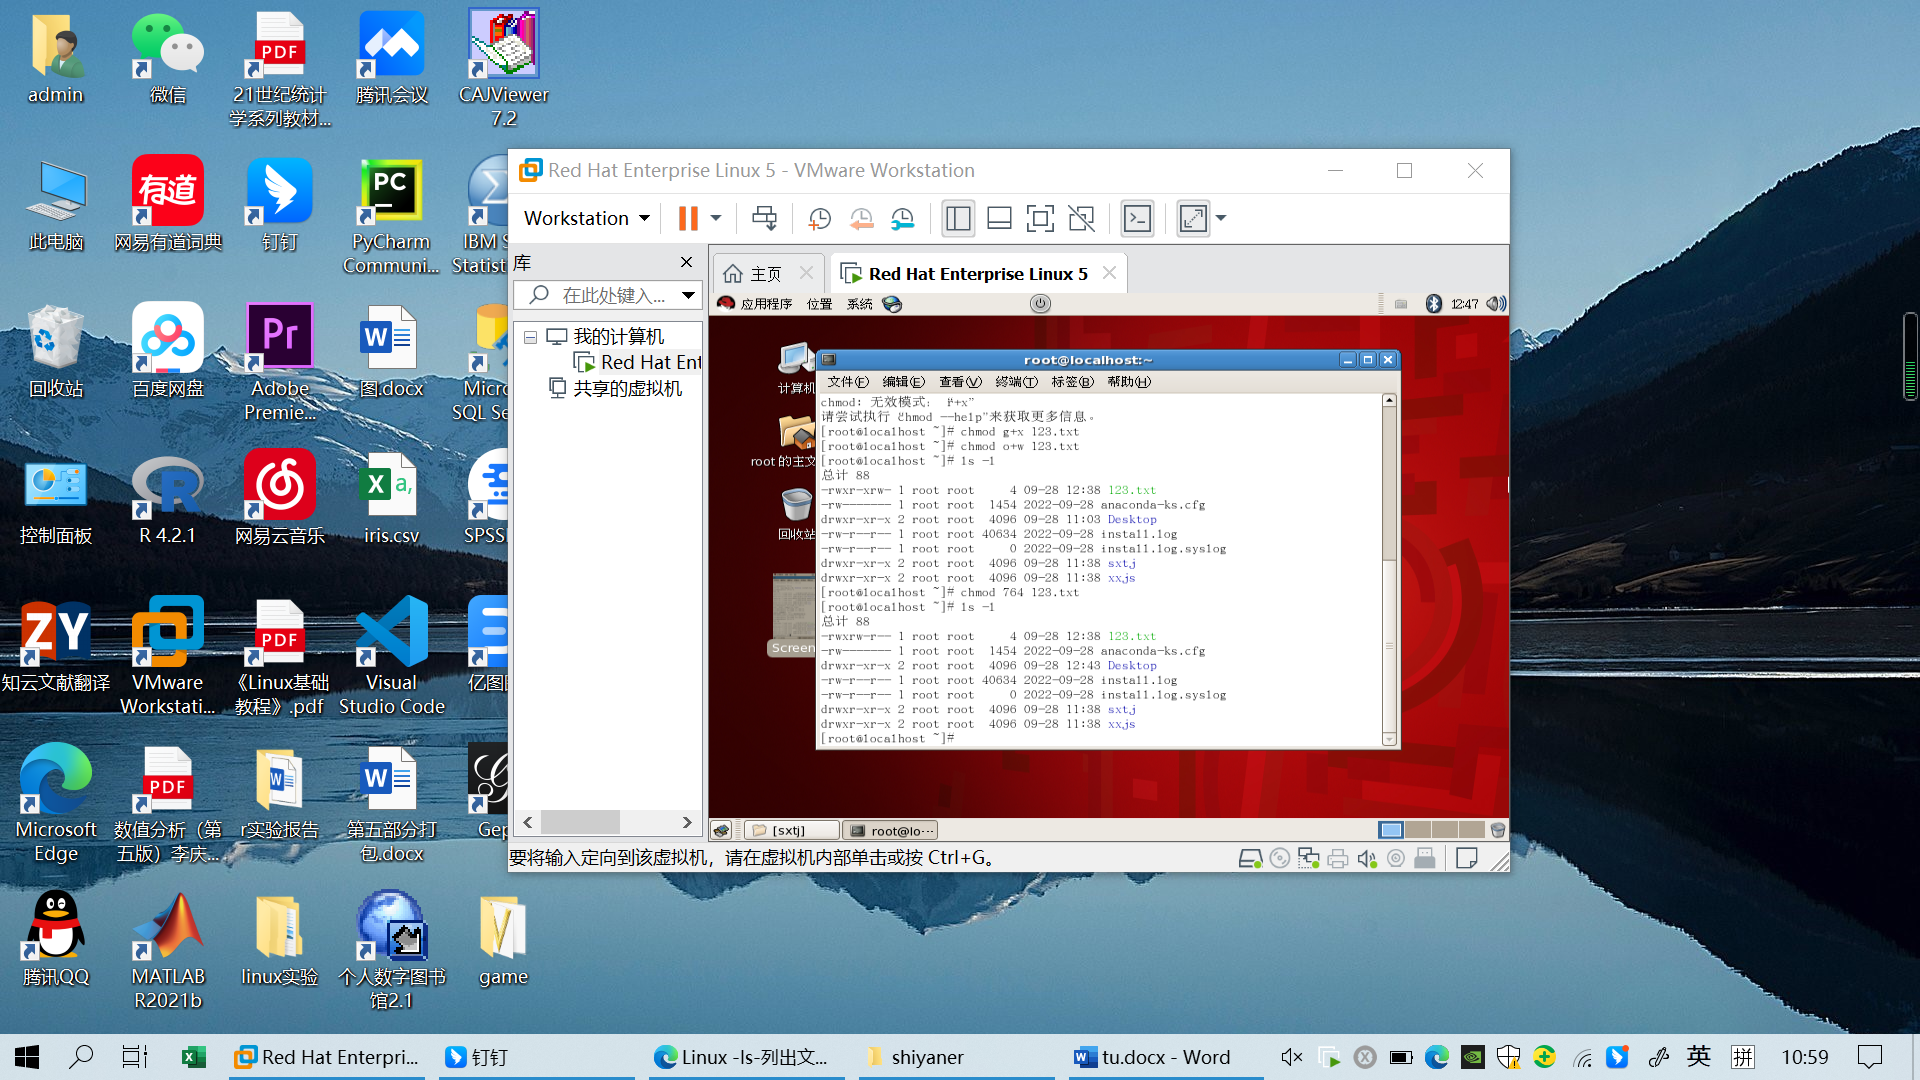 admin
微信
PDF
21世纪统计
学系列教材...
腾讯会议
CAJViewer
7.2
此电脑
有道
网易有道词典
钉钉
PC
PyCharm
Communi...
IBM S
Statist
回收站
百度网盘
Pr
Adobe
Premie...
W
图.docx
Micro
SQL Se
控制面板
R 4.2.1
网易云音乐
X a,
iris.csv
SPSS
ZY
知云文献翻译
VMware
Workstati...
PDF
《Linux基础
教程》.pdf
Visual
Studio Code
亿图
Microsoft
Edge
PDF
数值分析（第
五版）李庆...
W
r实验报告
W
第五部分打
包.docx
Gep
腾讯QQ
MATLAB
R2021b
linux实验
个人数字图书
馆2.1
game
Red Hat Enterprise Linux 5 - VMware Workstation
Workstation
库
在此处键入...
我的计算机
Red Hat Ent
共享的虚拟机
主页
Red Hat Enterprise Linux 5
应用程序 位置 系统
12:47
计算机
root 的主文
回收站
Screen
root@localhost:~
文件(F) 编辑(E) 查看(V) 终端(T) 标签(B) 帮助(H)
chmod: 无效模式：
请尝试执行“chmod --help”来获取更多信息。
[root@localhost ~]# chmod g+x 123.txt
[root@localhost ~]# chmod o+w 123.txt
[root@localhost ~]# ls -l
总计 88
-rwxr-xrw- 1 root root 4 09-28 12:38 123.txt
-rw------- 1 root root 1454 2022-09-28 anaconda-ks.cfg
drwxr-xr-x 2 root root 4096 09-28 11:03 Desktop
-rw-r--r-- 1 root root 40634 2022-09-28 install.log
-rw-r--r-- 1 root root 0 2022-09-28 install.log.syslog
drwxr-xr-x 2 root root 4096 09-28 11:38 sxtj
drwxr-xr-x 2 root root 4096 09-28 11:38 xxjs
[root@localhost ~]# chmod 764 123.txt
[root@localhost ~]# ls -l
总计 88
-rwxrw-r-- 1 root root 4 09-28 12:38 123.txt
-rw------- 1 root root 1454 2022-09-28 anaconda-ks.cfg
drwxr-xr-x 2 root root 4096 09-28 12:43 Desktop
-rw-r--r-- 1 root root 40634 2022-09-28 install.log
-rw-r--r-- 1 root root 0 2022-09-28 install.log.syslog
drwxr-xr-x 2 root root 4096 09-28 11:38 sxtj
drwxr-xr-x 2 root root 4096 09-28 11:38 xxjs
[root@localhost ~]#
[sxtj]
root@lo···
要将输入定向到该虚拟机，请在虚拟机内部单击或按 Ctrl+G。
Red Hat Enterpri...
钉钉
Linux -ls-列出文...
shiyaner
tu.docx - Word
英
拼
10:59